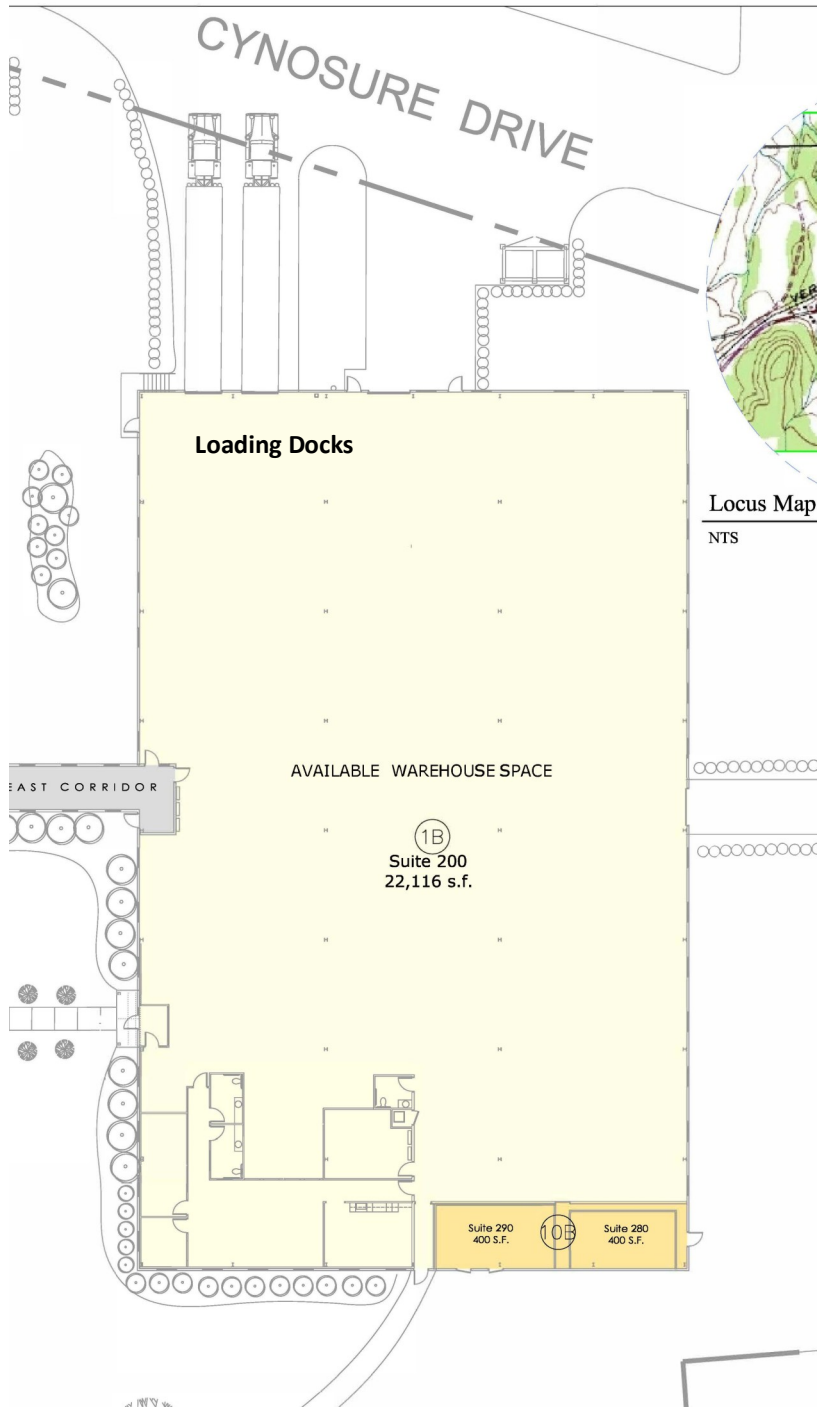 CYNOSURE DRIVE
Loading Docks
Locus Map
NTS
AVAILABLE WAREHOUSE SPACE
EAST CORRIDOR
1B
Suite 200
22,116 s.f.
Suite 290
400 S.F.
10B
Suite 280
400 S.F.